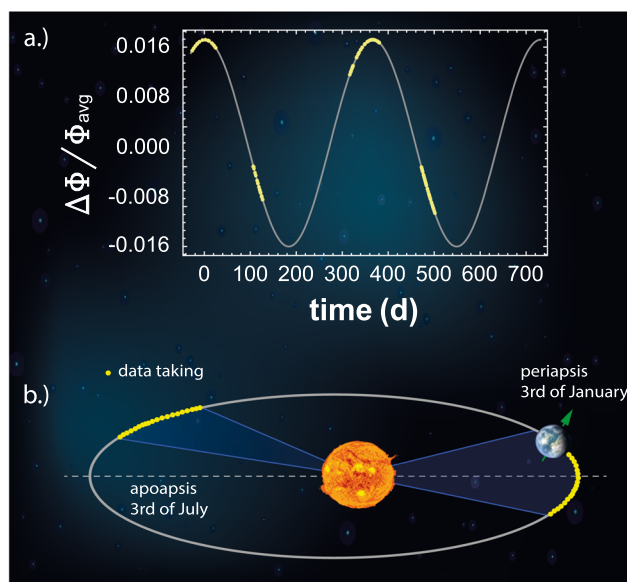 a.)
0.016
0.008
0.000
-0.008
-0.016
ΔΦ/Φavg
0 100 200 300 400 500 600 700
time (d)
b.)
data taking
periapsis
3rd of January
apoapsis
3rd of July